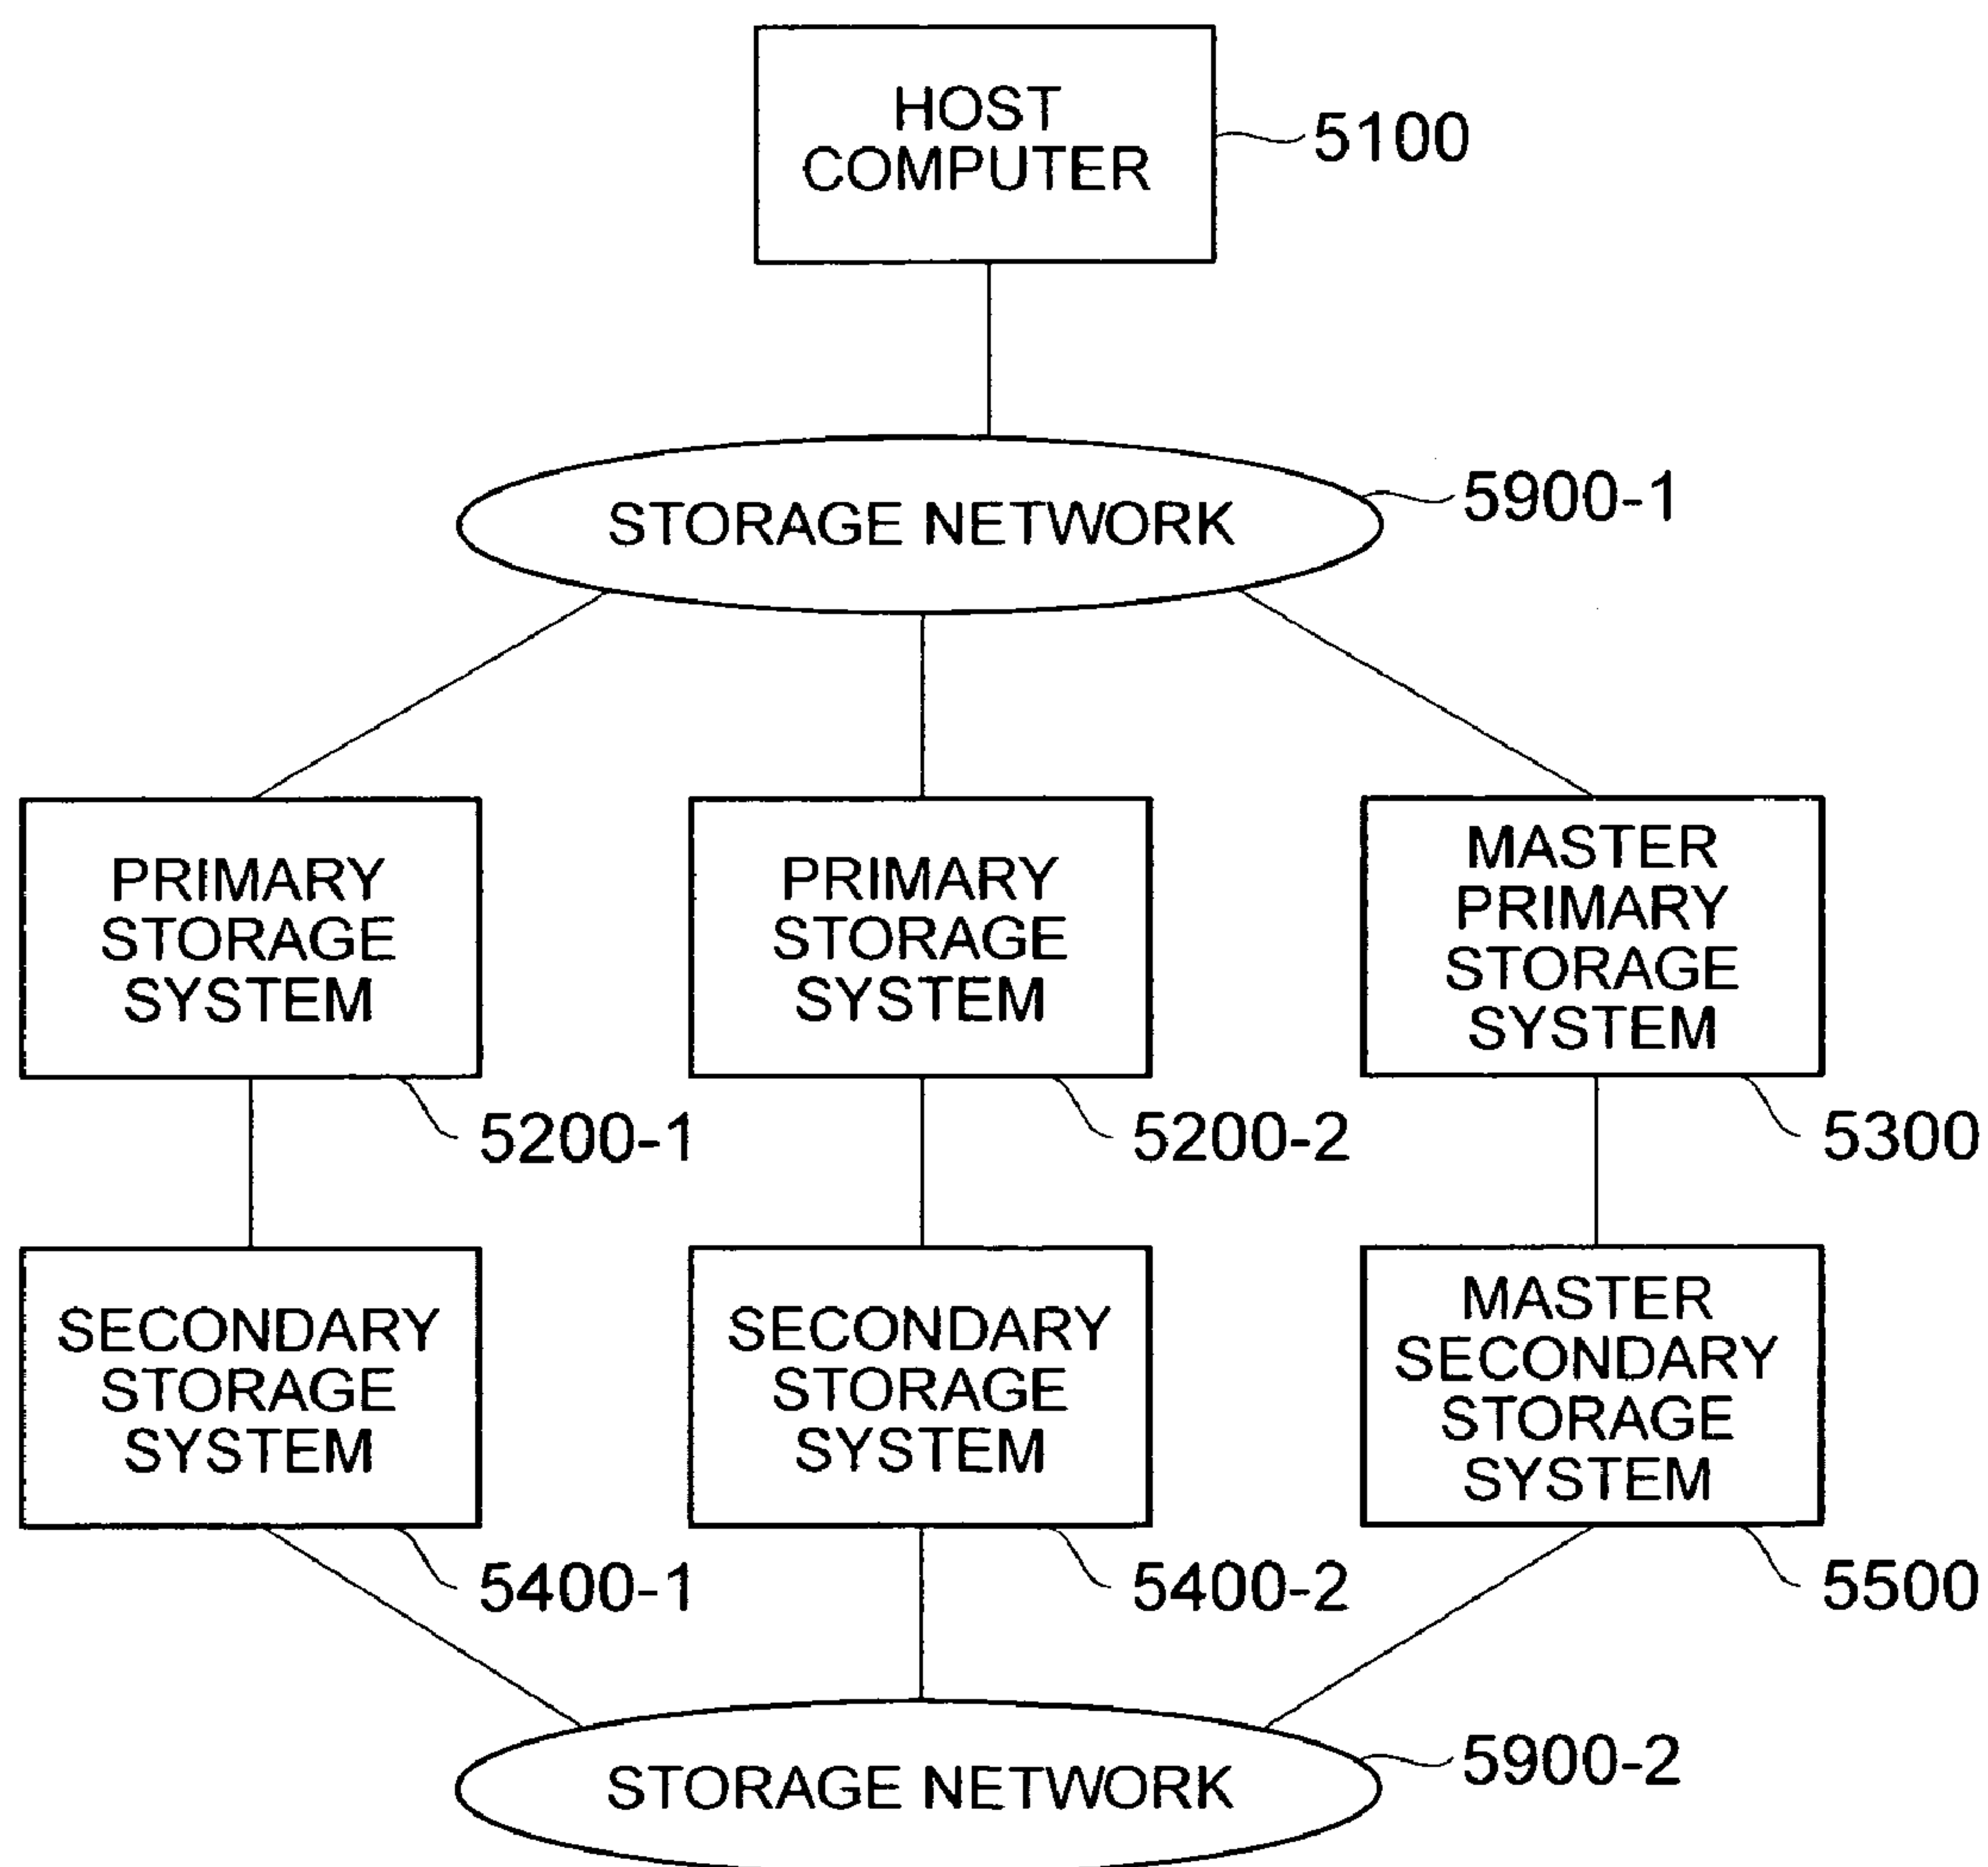 HOST
COMPUTER
5100
STORAGE NETWORK
5900-1
PRIMARY
STORAGE
SYSTEM
5200-1
PRIMARY
STORAGE
SYSTEM
5200-2
MASTER
PRIMARY
STORAGE
SYSTEM
5300
SECONDARY
STORAGE
SYSTEM
5400-1
SECONDARY
STORAGE
SYSTEM
5400-2
MASTER
SECONDARY
STORAGE
SYSTEM
5500
STORAGE NETWORK
5900-2